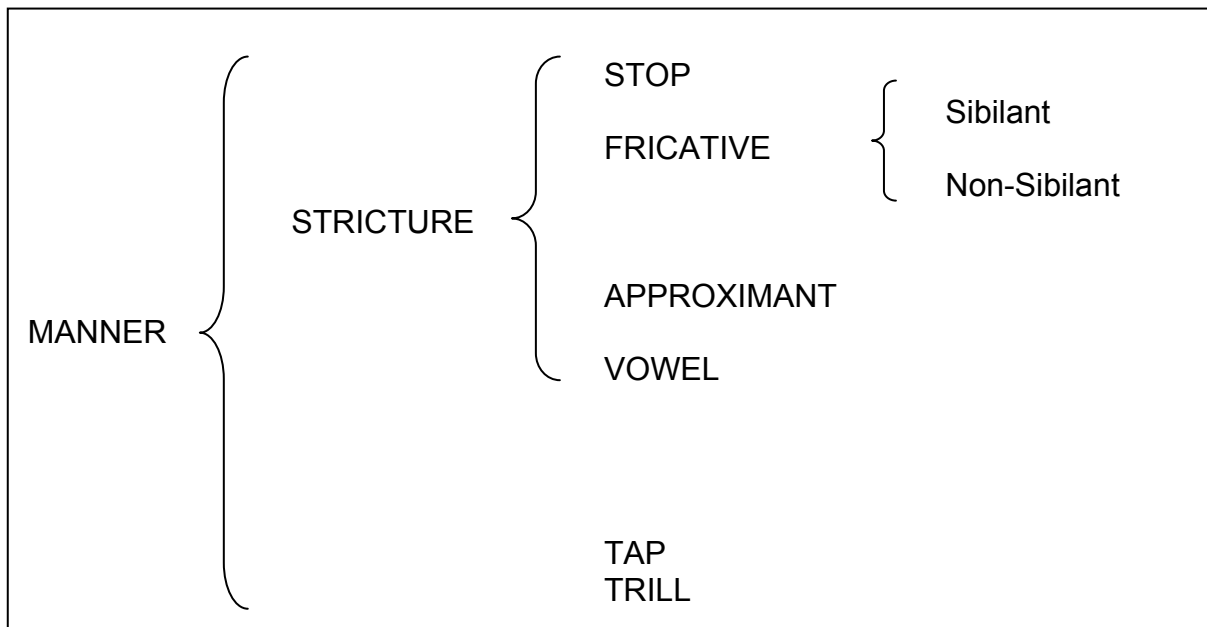 STOP
Sibilant
FRICATIVE
Non-Sibilant
STRICTURE
APPROXIMANT
MANNER
VOWEL
TAP
TRILL